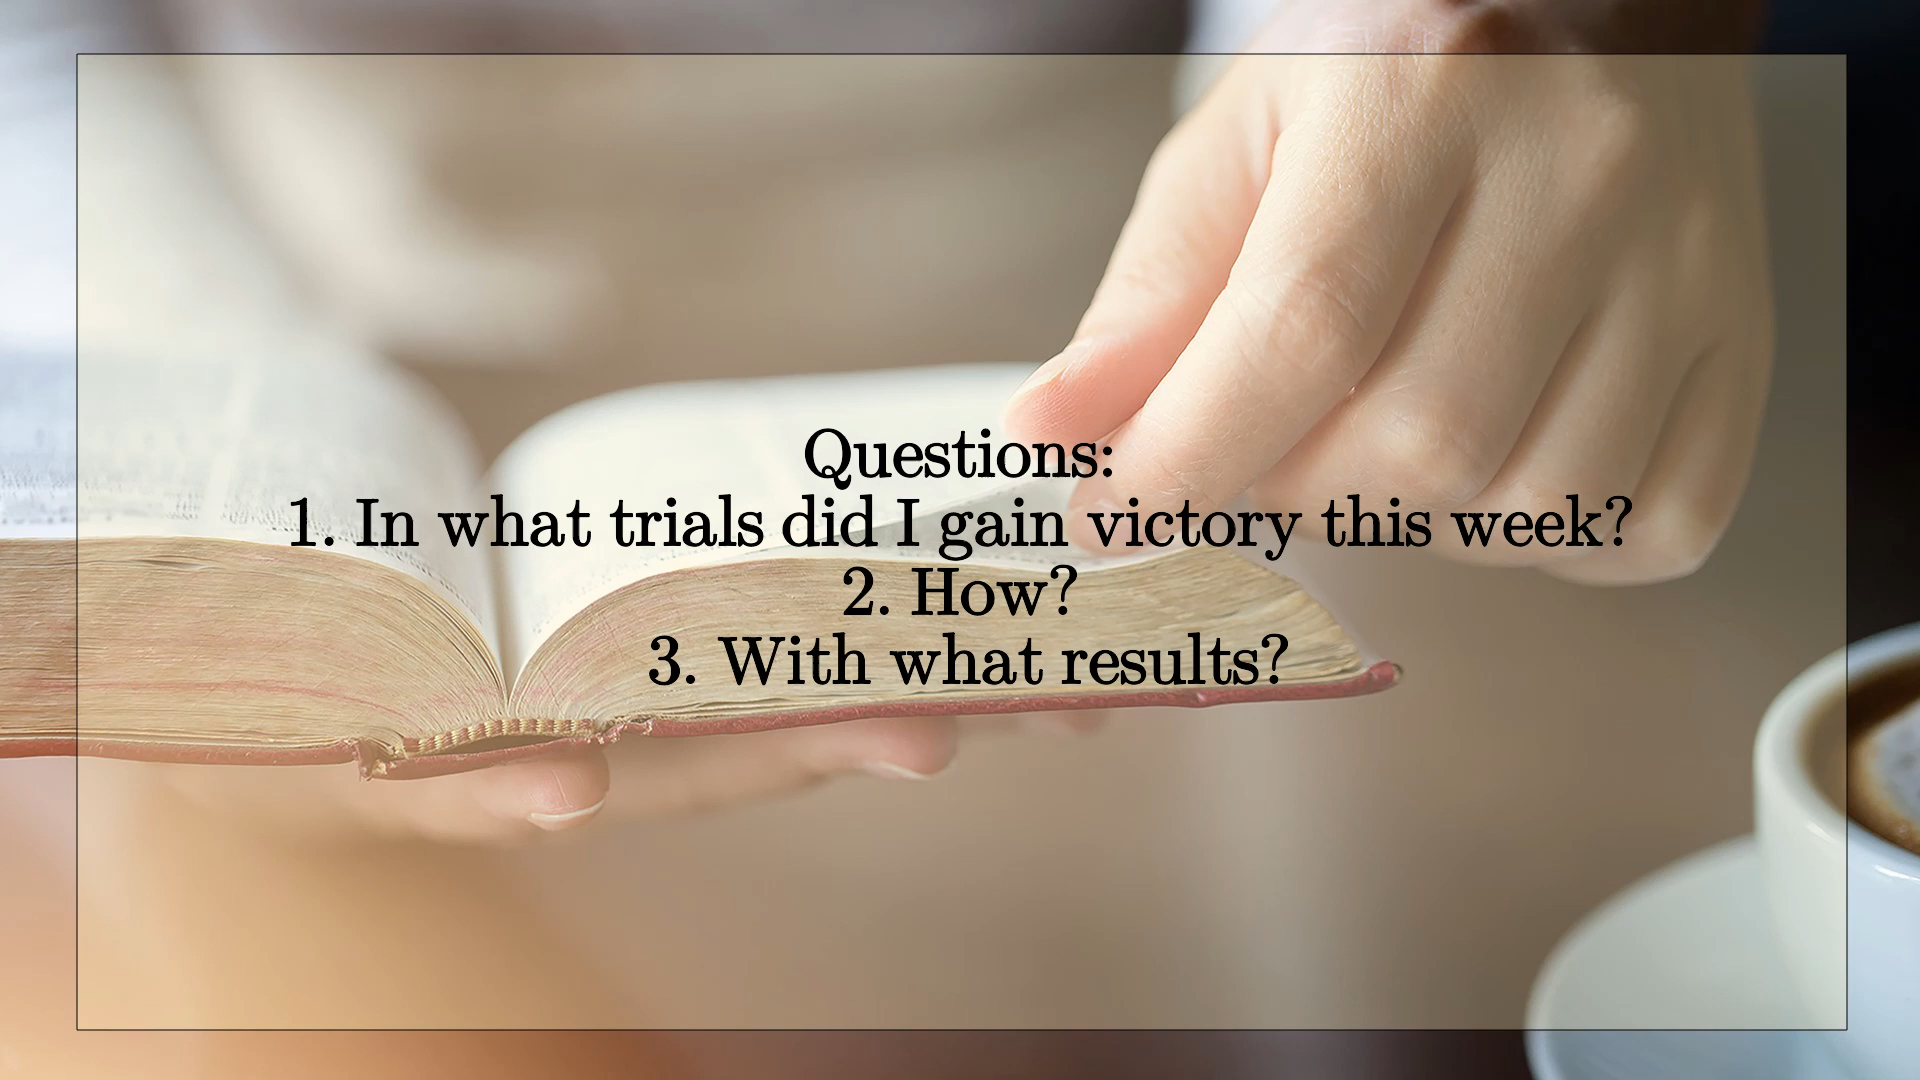 Questions:
1. In what trials did I gain victory this week?
2. How?
3. With what results?